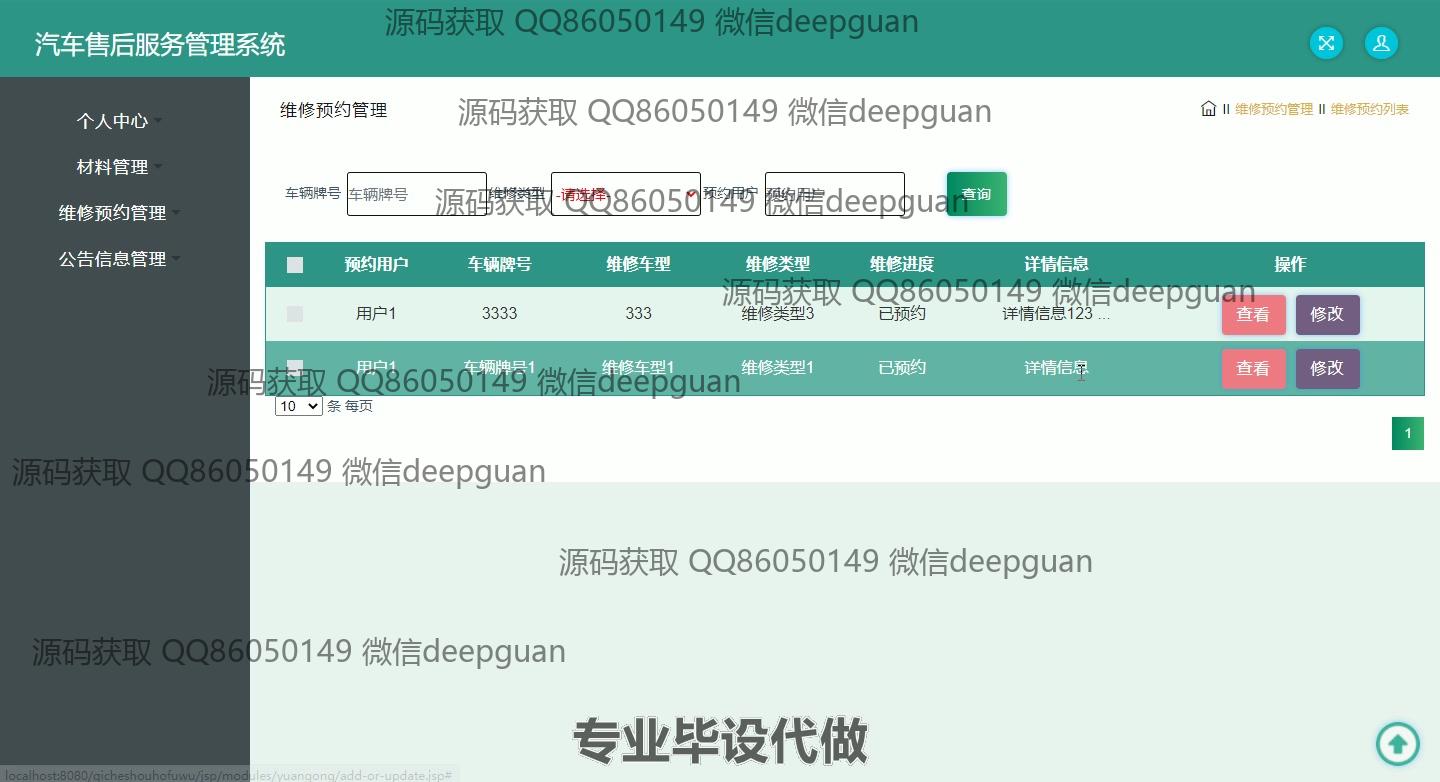 源码获取 QQ86050149 微信deepguan
汽车售后服务管理系统
个人中心
材料管理
维修预约管理
公告信息管理
维修预约管理
源码获取 QQ86050149 微信deepguan
II 维修预约管理 II 维修预约列表
车辆牌号 车辆牌号 维修类型 -请选择- 预约用户 预约用户 查询
源码获取 QQ86050149 微信deepguan
预约用户 车辆牌号 维修车型 维修类型 维修进度 详情信息 操作
源码获取 QQ86050149 微信deepguan
用户1 3333 333 维修类型3 已预约 详情信息123 ... 查看 修改
用户1 车辆牌号1 维修车型1 维修类型1 已预约 详情信息 查看 修改
源码获取 QQ86050149 微信deepguan
10 条 每页
1
源码获取 QQ86050149 微信deepguan
源码获取 QQ86050149 微信deepguan
源码获取 QQ86050149 微信deepguan
专业毕设代做
localhost:8080/qicheshouhofuwu/jsp/modules/yuangong/add-or-update.jsp#